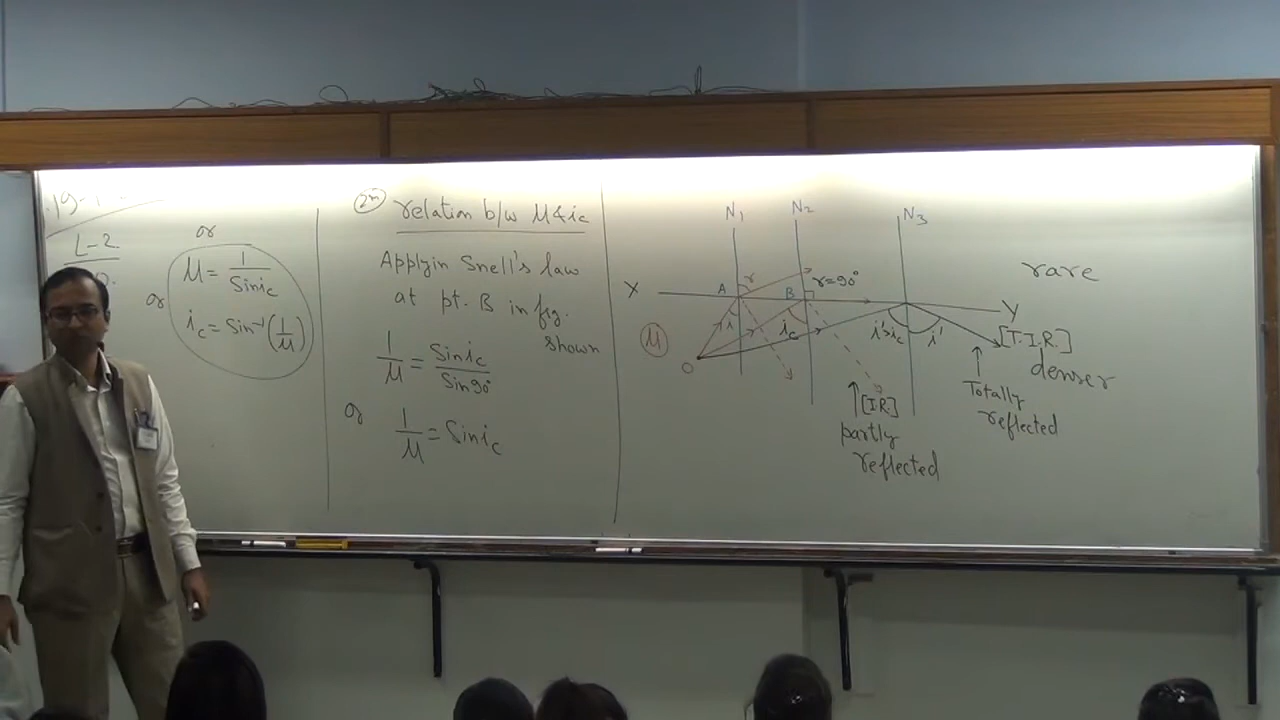 L-2
or
μ = 1/Sin ic
or
ic = Sin⁻¹(1/μ)
2n
relation b/w μ & ic
Applyin Snell's law
at pt. B in fig.
shown
1/μ = Sin ic/Sin 90°
or
1/μ = Sin ic
N1 N2 N3
rare
X A r B r=90° Y
μ i ic i'>ic i' [T.I.R.]
O denser
[I.R.] Totally
partly reflected
reflected